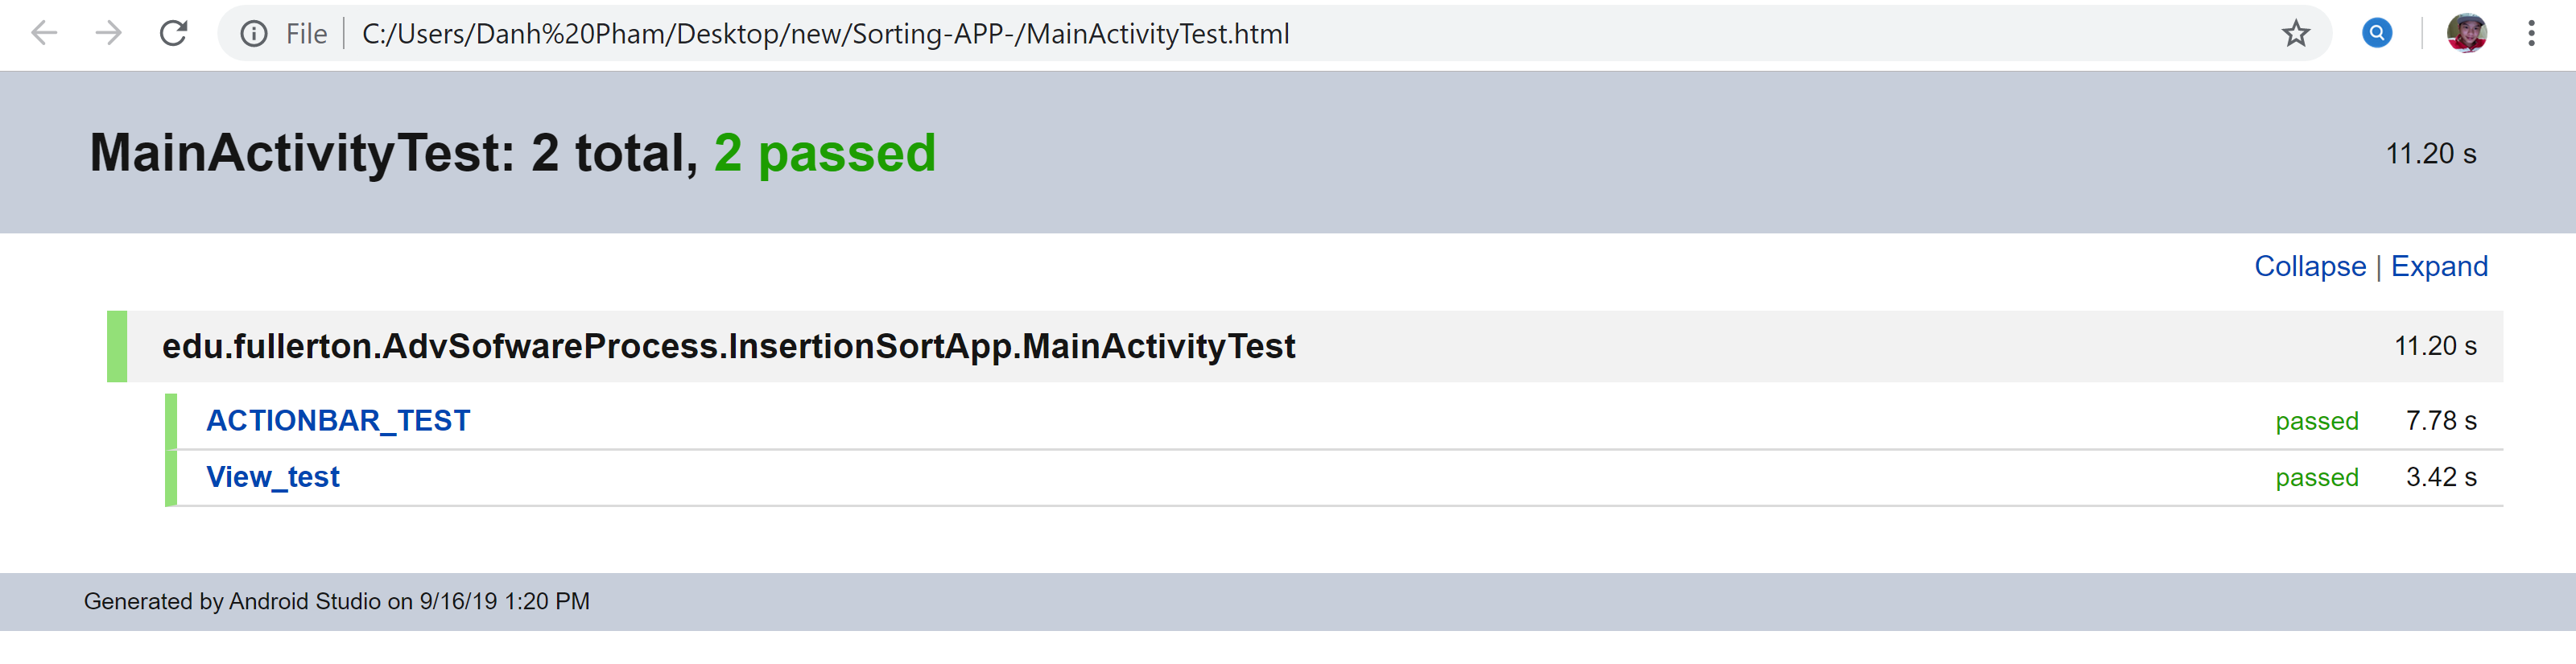 File C:/Users/Danh%20Pham/Desktop/new/Sorting-APP-/MainActivityTest.html
MainActivityTest: 2 total, 2 passed 11.20 s
Collapse | Expand
edu.fullerton.AdvSofwareProcess.InsertionSortApp.MainActivityTest 11.20 s
ACTIONBAR_TEST passed 7.78 s
View_test passed 3.42 s
Generated by Android Studio on 9/16/19 1:20 PM